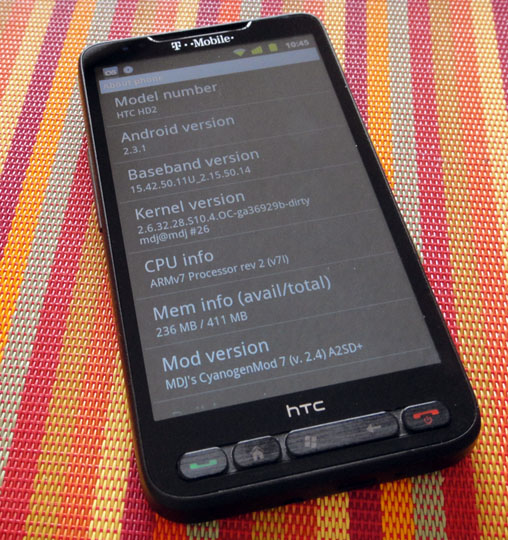 T··Mobile·
10:45
About phone
Model number
HTC HD2
Android version
2.3.1
Baseband version
15.42.50.11U_2.15.50.14
Kernel version
2.6.32.28.S10.4.OC-ga36929b-dirty
mdj@mdj #26
CPU info
ARMv7 Processor rev 2 (v7l)
Mem info (avail/total)
236 MB / 411 MB
Mod version
MDJ's CyanogenMod 7 (v. 2.4) A2SD+
hTC